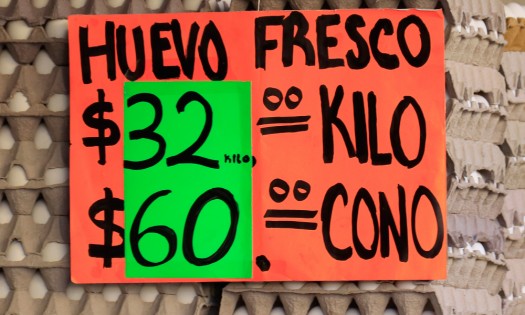 HUEVO FRESCO
$32 KILO, 00 = KILO
$60. 00 = CONO